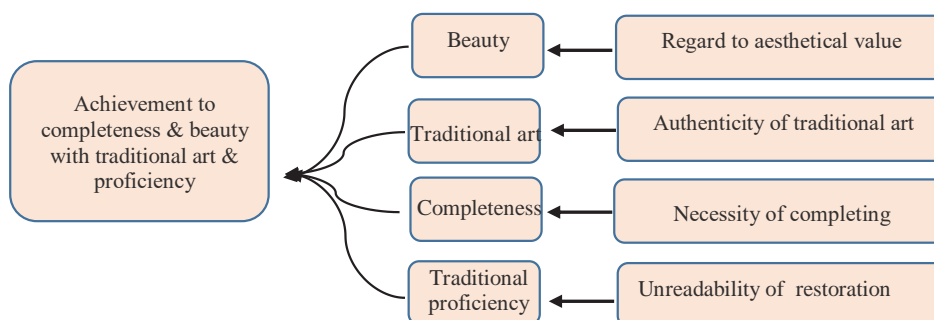 Achievement to
completeness & beauty
with traditional art &
proficiency
Beauty
Traditional art
Completeness
Traditional
proficiency
Regard to aesthetical value
Authenticity of traditional art
Necessity of completing
Unreadability of restoration